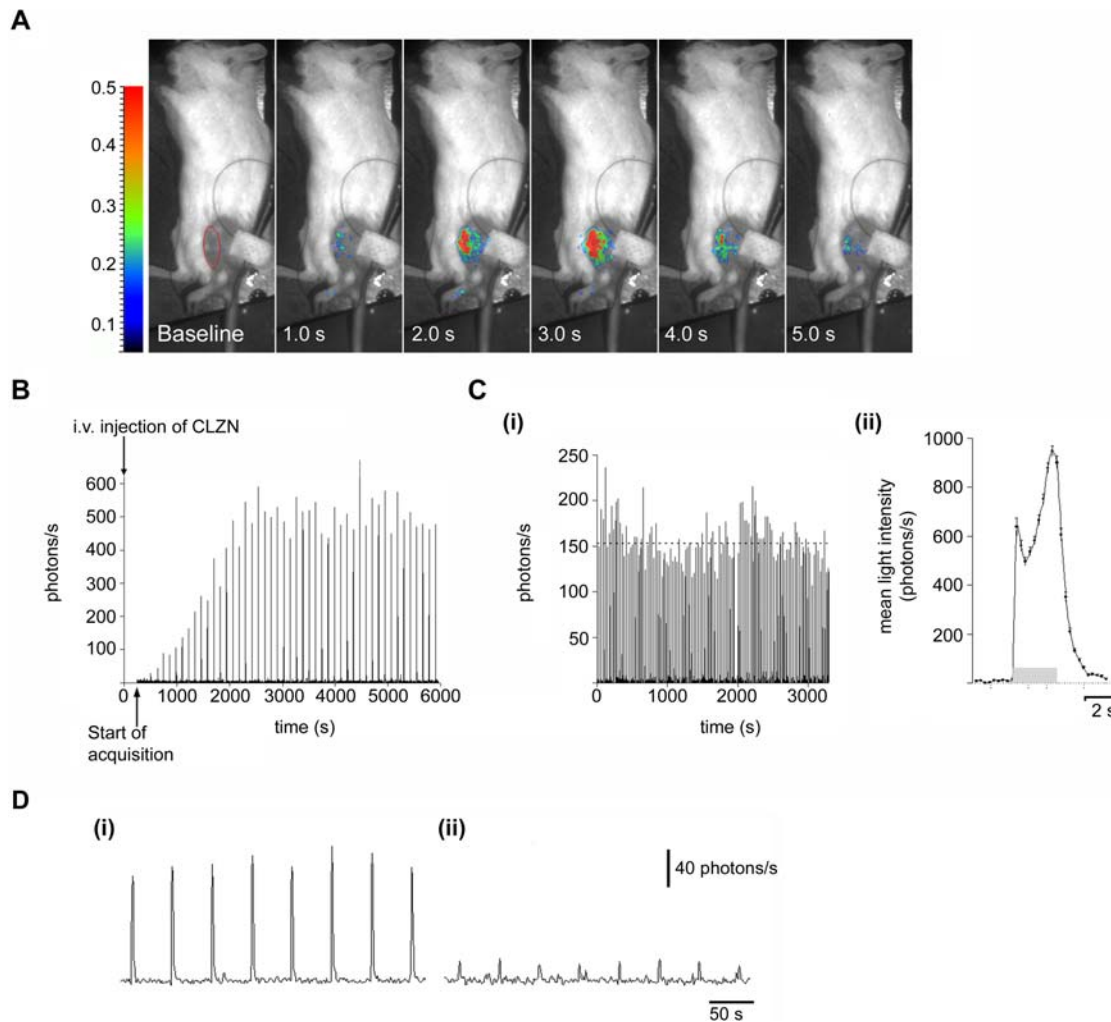 A
0.5
0.4
0.3
0.2
0.1
Baseline
1.0 s
2.0 s
3.0 s
4.0 s
5.0 s
B
i.v. injection of CLZN
600
500
400
300
200
100
photons/s
0
1000
2000
3000
4000
5000
6000
time (s)
Start of
acquisition
C
(i)
250
200
150
100
50
photons/s
0
1000
2000
3000
time (s)
(ii)
1000
800
600
400
200
mean light intensity
(photons/s)
2 s
D
(i)
(ii)
40 photons/s
50 s